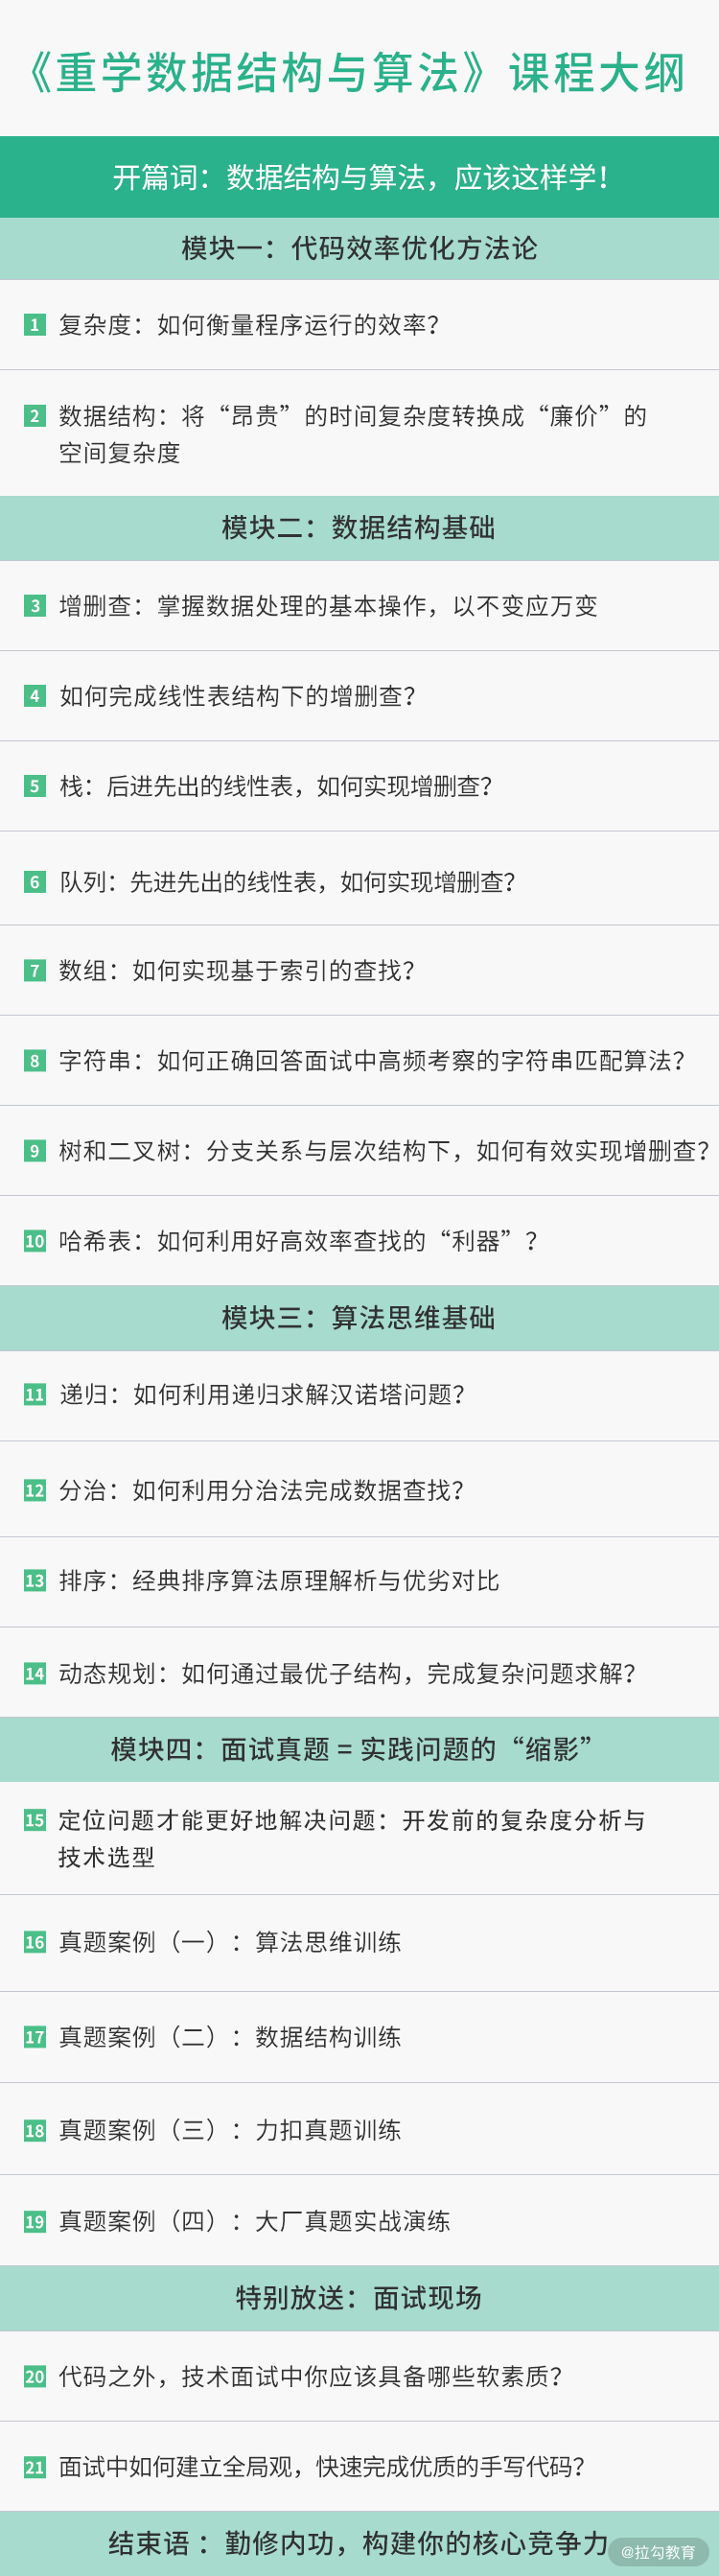 《重学数据结构与算法》课程大纲
开篇词：数据结构与算法，应该这样学！
模块一：代码效率优化方法论
1 复杂度：如何衡量程序运行的效率？
2 数据结构：将“昂贵”的时间复杂度转换成“廉价”的
空间复杂度
模块二：数据结构基础
3 增删查：掌握数据处理的基本操作，以不变应万变
4 如何完成线性表结构下的增删查？
5 栈：后进先出的线性表，如何实现增删查？
6 队列：先进先出的线性表，如何实现增删查？
7 数组：如何实现基于索引的查找？
8 字符串：如何正确回答面试中高频考察的字符串匹配算法？
9 树和二叉树：分支关系与层次结构下，如何有效实现增删查？
10 哈希表：如何利用好高效率查找的“利器”？
模块三：算法思维基础
11 递归：如何利用递归求解汉诺塔问题？
12 分治：如何利用分治法完成数据查找？
13 排序：经典排序算法原理解析与优劣对比
14 动态规划：如何通过最优子结构，完成复杂问题求解？
模块四：面试真题 = 实践问题的“缩影”
15 定位问题才能更好地解决问题：开发前的复杂度分析与
技术选型
16 真题案例（一）：算法思维训练
17 真题案例（二）：数据结构训练
18 真题案例（三）：力扣真题训练
19 真题案例（四）：大厂真题实战演练
特别放送：面试现场
20 代码之外，技术面试中你应该具备哪些软素质？
21 面试中如何建立全局观，快速完成优质的手写代码？
结束语 ：勤修内功，构建你的核心竞争力
@拉勾教育